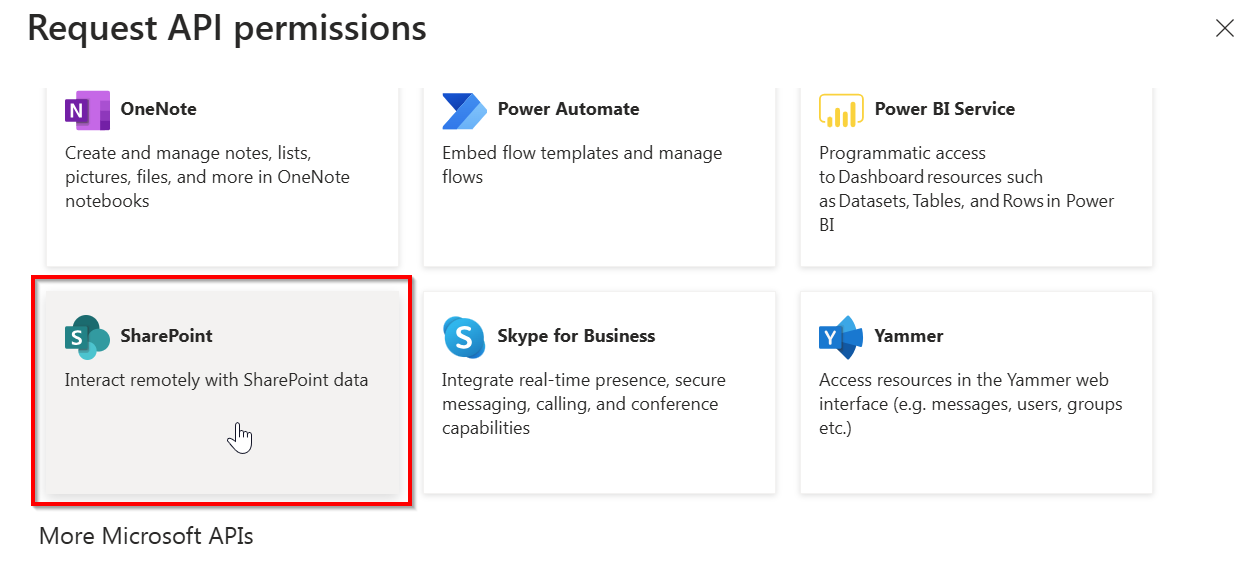 Request API permissions
OneNote
Create and manage notes, lists,
pictures, files, and more in OneNote
notebooks
Power Automate
Embed flow templates and manage
flows
Power BI Service
Programmatic access
to Dashboard resources such
as Datasets, Tables, and Rows in Power
BI
SharePoint
Interact remotely with SharePoint data
Skype for Business
Integrate real-time presence, secure
messaging, calling, and conference
capabilities
Yammer
Access resources in the Yammer web
interface (e.g. messages, users, groups
etc.)
More Microsoft APIs